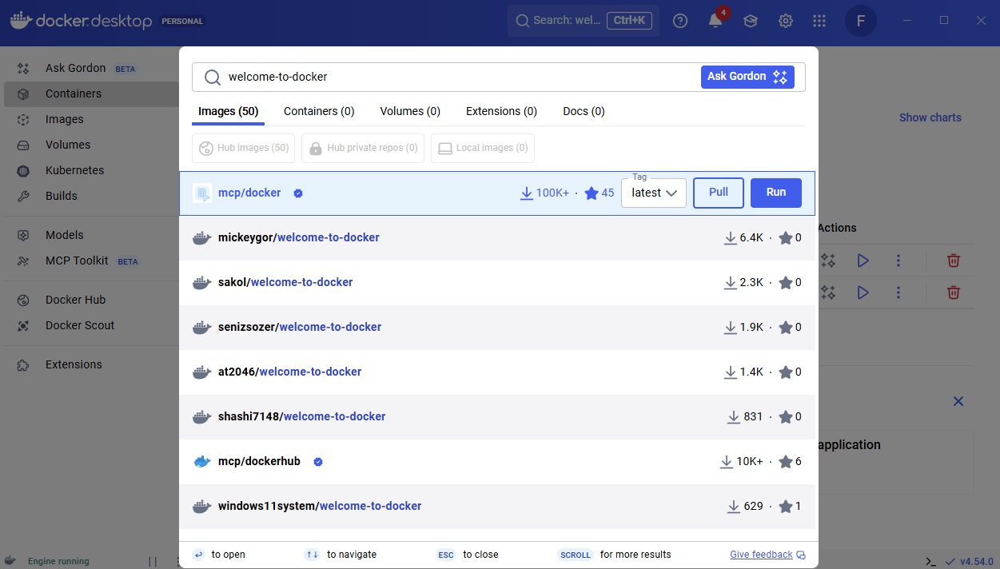 docker.desktop PERSONAL
Search: wel... Ctrl+K
4
F
Ask Gordon BETA
Containers
Images
Volumes
Kubernetes
Builds
Models
MCP Toolkit BETA
Docker Hub
Docker Scout
Extensions
welcome-to-docker
Ask Gordon
Images (50) Containers (0) Volumes (0) Extensions (0) Docs (0)
Hub images (50) Hub private repos (0) Local images (0)
mcp/docker 100K+ · 45 Tag latest Pull Run
mickeygor/welcome-to-docker 6.4K · 0
sakol/welcome-to-docker 2.3K · 0
senizsozer/welcome-to-docker 1.9K · 0
at2046/welcome-to-docker 1.4K · 0
shashi7148/welcome-to-docker 831 · 0
mcp/dockerhub 10K+ · 6
windows11system/welcome-to-docker 629 · 1
to open to navigate ESC to close SCROLL for more results Give feedback
Show charts
Actions
application
Engine running
v4.54.0